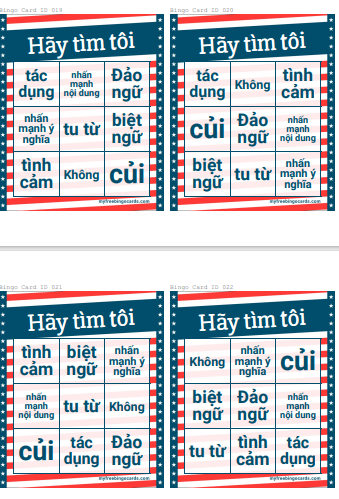 Bingo Card ID 019
Hãy tìm tôi
tác
dụng
nhấn
mạnh
nội dung
Đảo
ngữ
nhấn
mạnh ý
nghĩa
tu từ
biệt
ngữ
tình
cảm
Không
củi
myfreebingocards.com
Bingo Card ID 020
Hãy tìm tôi
tác
dụng
Không
tình
cảm
củi
Đảo
ngữ
nhấn
mạnh
nội dung
biệt
ngữ
tu từ
nhấn
mạnh ý
nghĩa
myfreebingocards.com
Bingo Card ID 021
Hãy tìm tôi
tình
cảm
biệt
ngữ
nhấn
mạnh ý
nghĩa
nhấn
mạnh
nội dung
tu từ
Không
củi
tác
dụng
Đảo
ngữ
myfreebingocards.com
Bingo Card ID 022
Hãy tìm tôi
Không
nhấn
mạnh ý
nghĩa
củi
biệt
ngữ
Đảo
ngữ
nhấn
mạnh
nội dung
tu từ
tình
cảm
tác
dụng
myfreebingocards.com